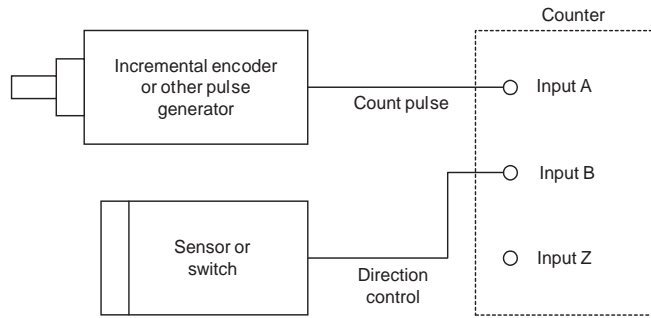 Counter
Incremental encoder
or other pulse
generator
Count pulse
Input A
Input B
Sensor or
switch
Direction
control
Input Z